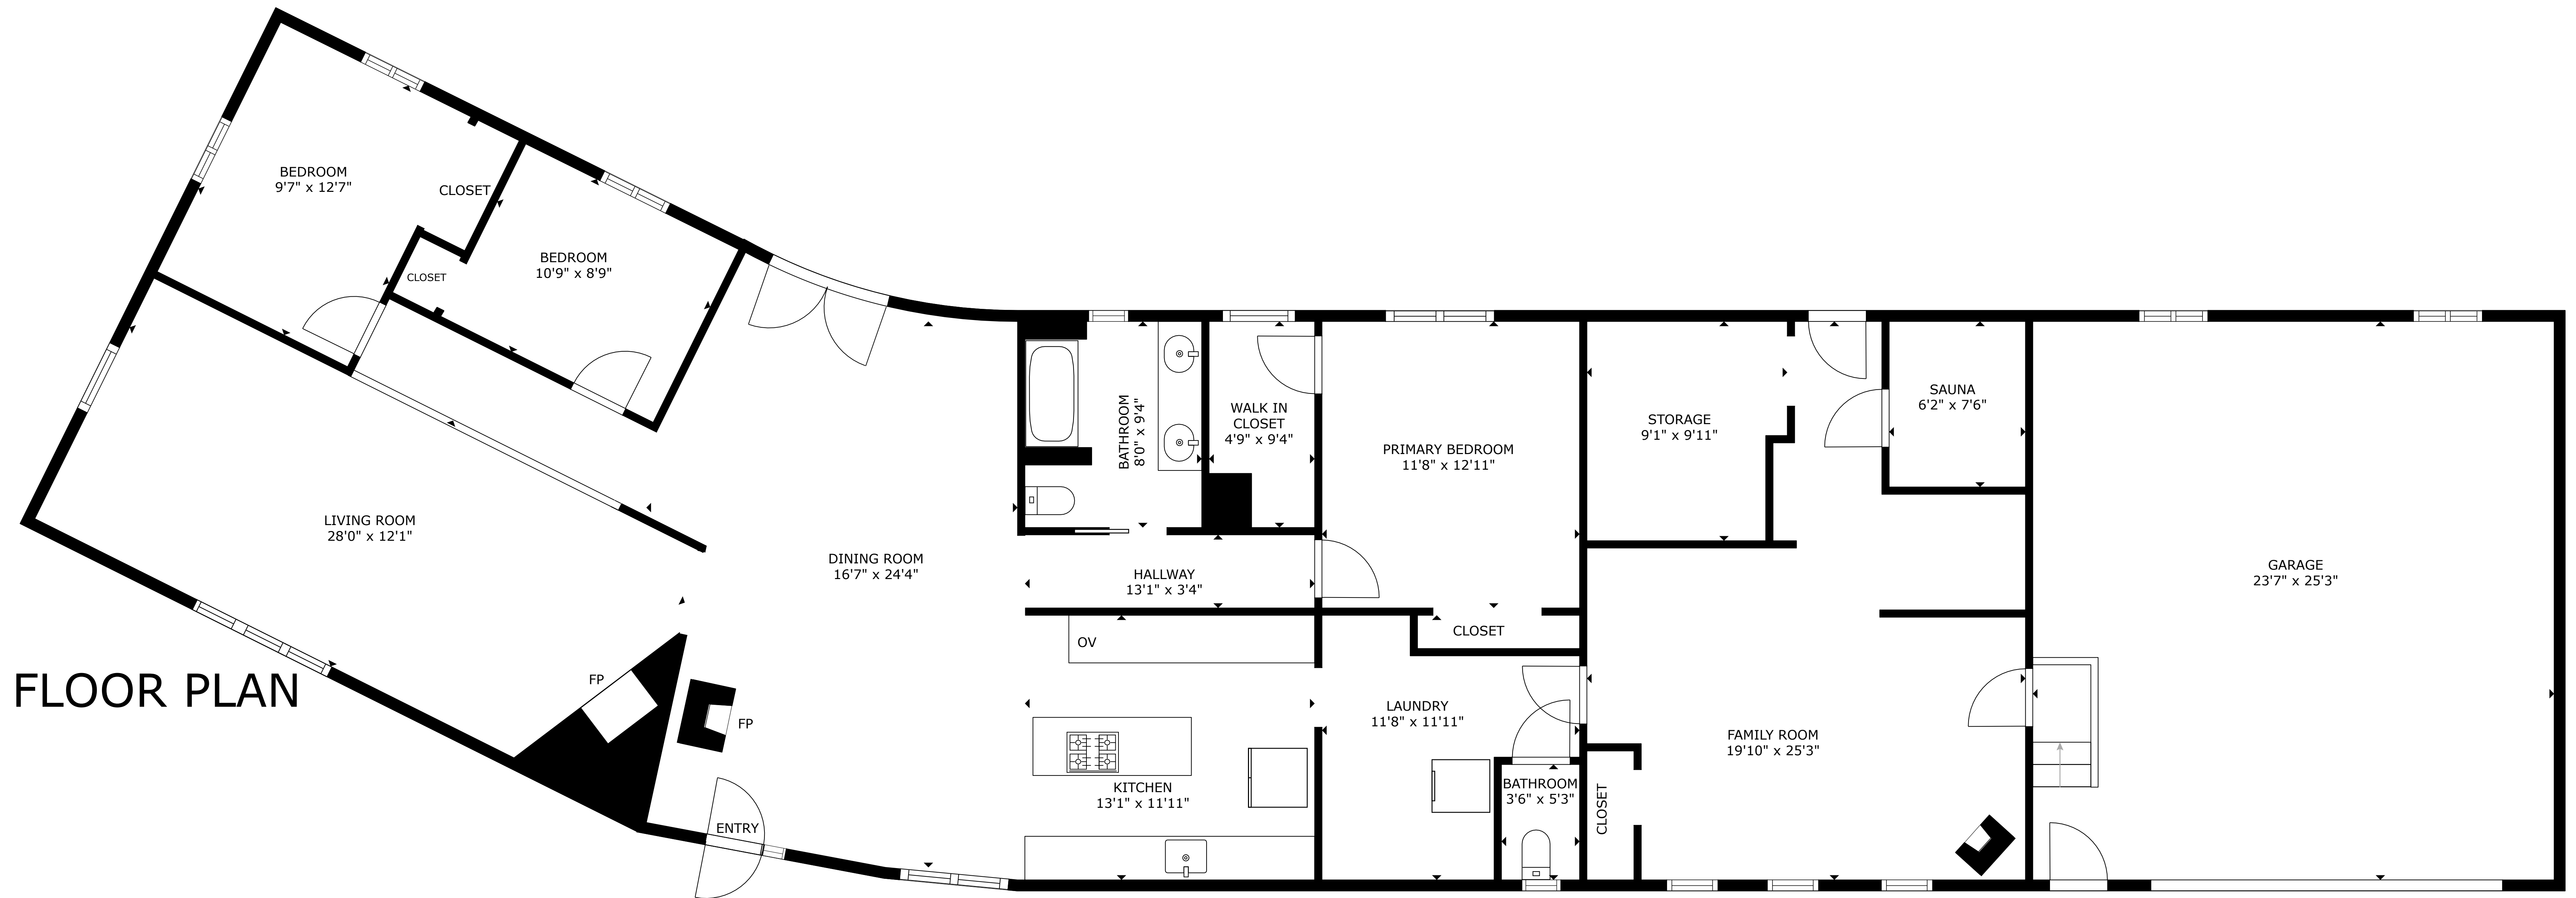 BEDROOM
9'7" x 12'7"
CLOSET
BEDROOM
10'9" x 8'9"
CLOSET
LIVING ROOM
28'0" x 12'1"
FLOOR PLAN
FP
FP
ENTRY
DINING ROOM
16'7" x 24'4"
BATHROOM
8'0" x 9'4"
WALK IN
CLOSET
4'9" x 9'4"
HALLWAY
13'1" x 3'4"
OV
KITCHEN
13'1" x 11'11"
PRIMARY BEDROOM
11'8" x 12'11"
CLOSET
LAUNDRY
11'8" x 11'11"
BATHROOM
3'6" x 5'3"
CLOSET
STORAGE
9'1" x 9'11"
SAUNA
6'2" x 7'6"
FAMILY ROOM
19'10" x 25'3"
GARAGE
23'7" x 25'3"